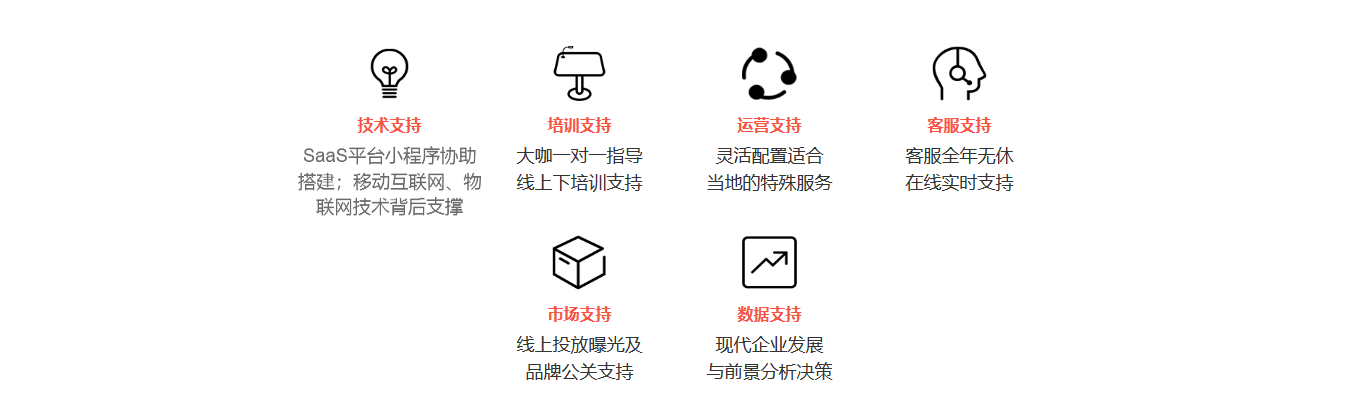 技术支持
SaaS平台小程序协助
搭建；移动互联网、物
联网技术背后支撑
培训支持
大咖一对一指导
线上下培训支持
运营支持
灵活配置适合
当地的特殊服务
客服支持
客服全年无休
在线实时支持
市场支持
线上投放曝光及
品牌公关支持
数据支持
现代企业发展
与前景分析决策